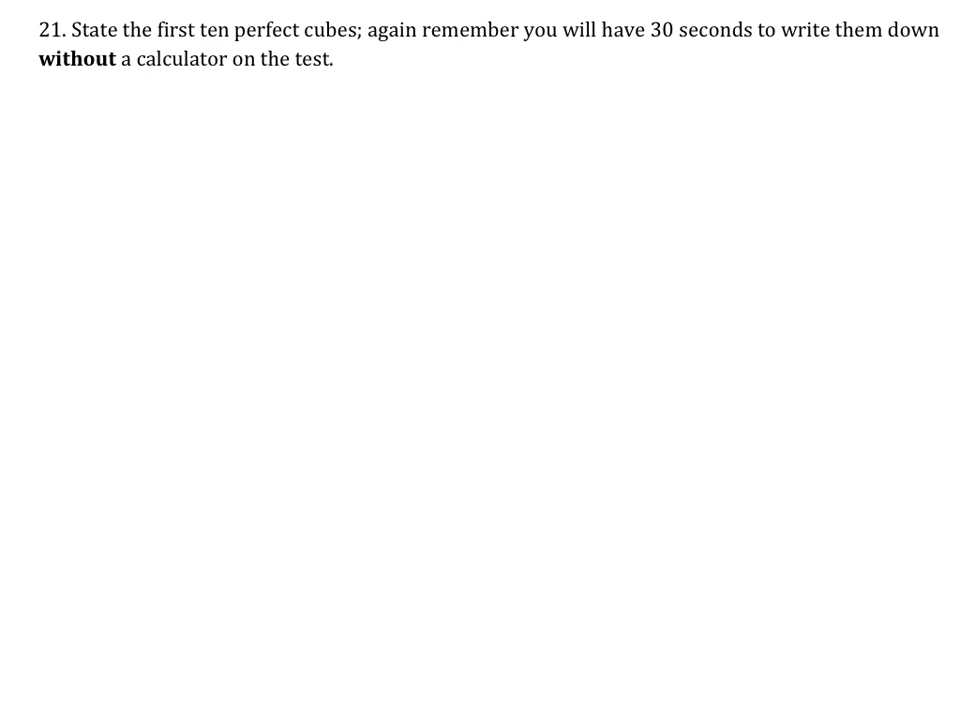 21. State the first ten perfect cubes; again remember you will have 30 seconds to write them down
without a calculator on the test.